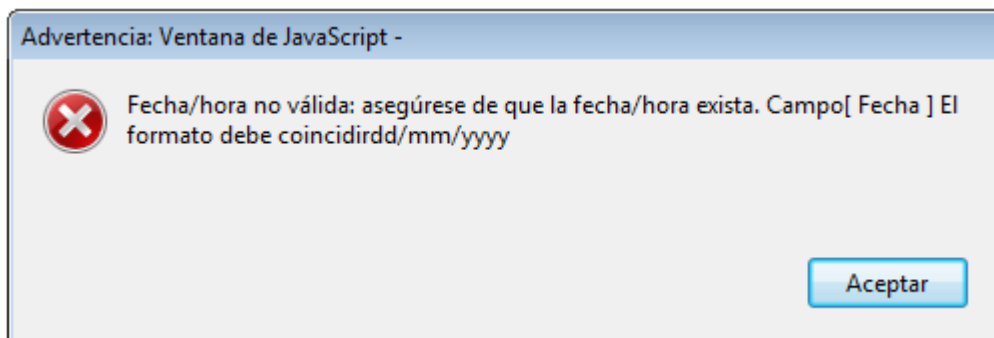 Advertencia: Ventana de JavaScript -
Fecha/hora no válida: asegúrese de que la fecha/hora exista. Campo[ Fecha ] El
formato debe coincidirdd/mm/yyyy
Aceptar